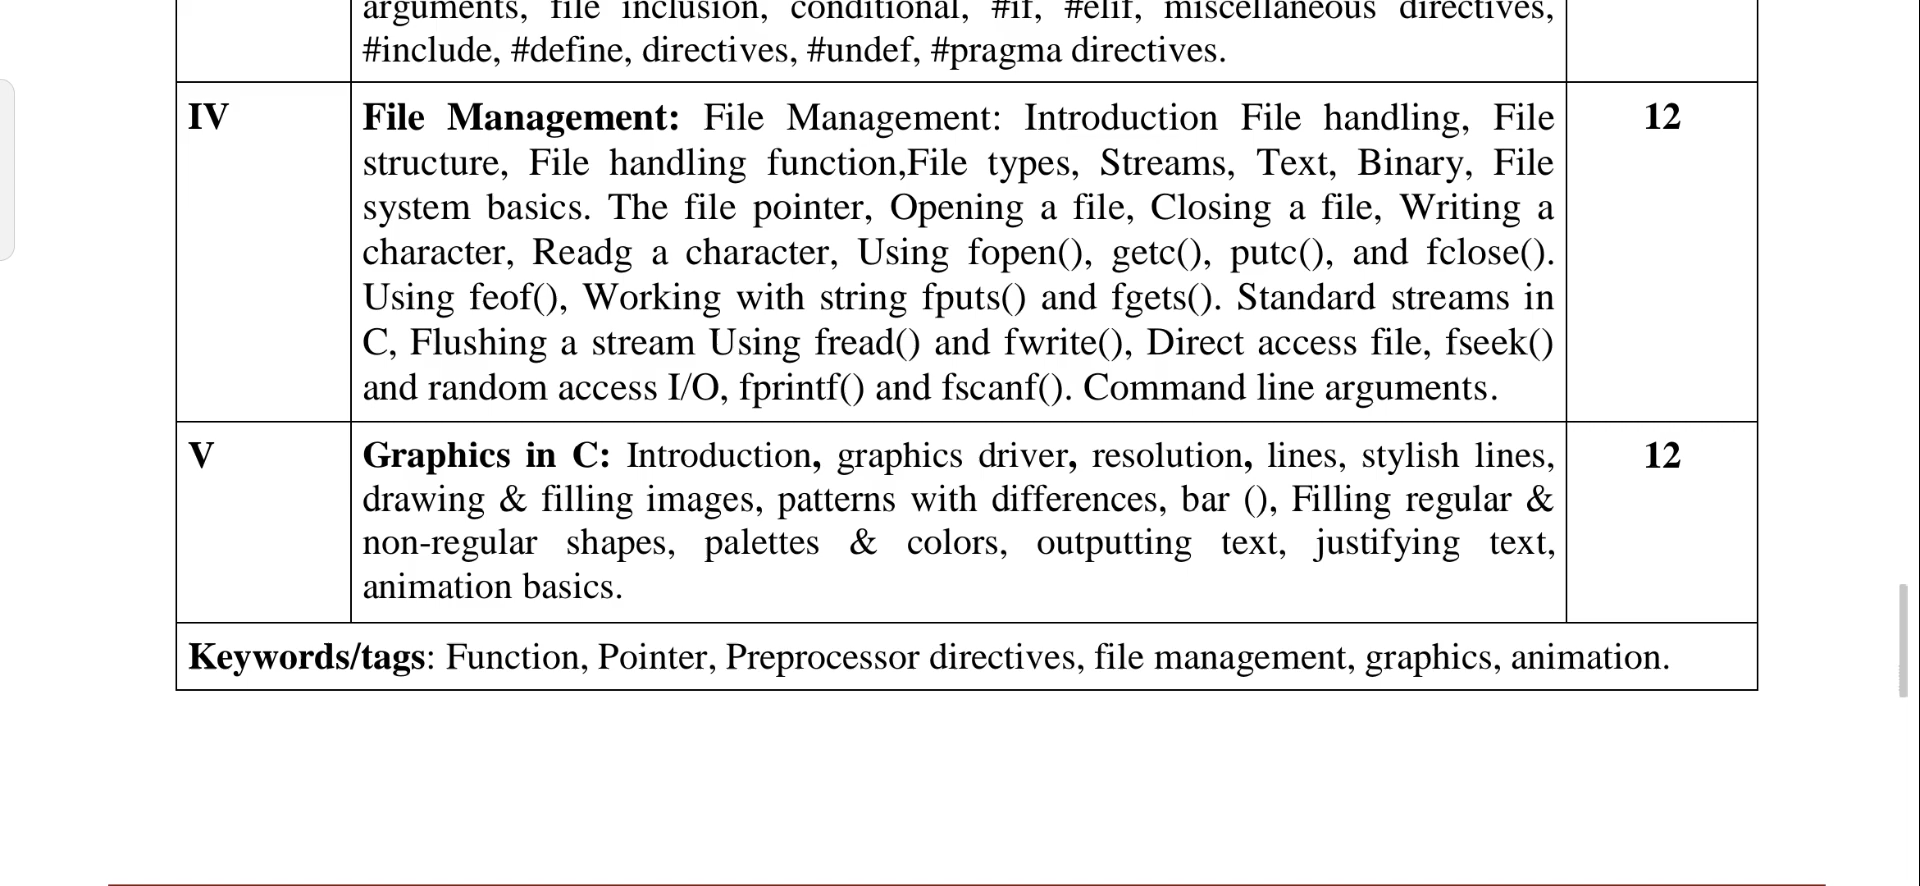 arguments, file inclusion, conditional, #if, #elif, miscellaneous directives,
#include, #define, directives, #undef, #pragma directives.
IV
File Management: File Management: Introduction File handling, File
12
structure, File handling function,File types, Streams, Text, Binary, File
system basics. The file pointer, Opening a file, Closing a file, Writing a
character, Readg a character, Using fopen(), getc(), putc(), and fclose().
Using feof(), Working with string fputs() and fgets(). Standard streams in
C, Flushing a stream Using fread() and fwrite(), Direct access file, fseek()
and random access I/O, fprintf() and fscanf(). Command line arguments.
V
Graphics in C: Introduction, graphics driver, resolution, lines, stylish lines,
12
drawing & filling images, patterns with differences, bar (), Filling regular &
non-regular shapes, palettes & colors, outputting text, justifying text,
animation basics.
Keywords/tags: Function, Pointer, Preprocessor directives, file management, graphics, animation.